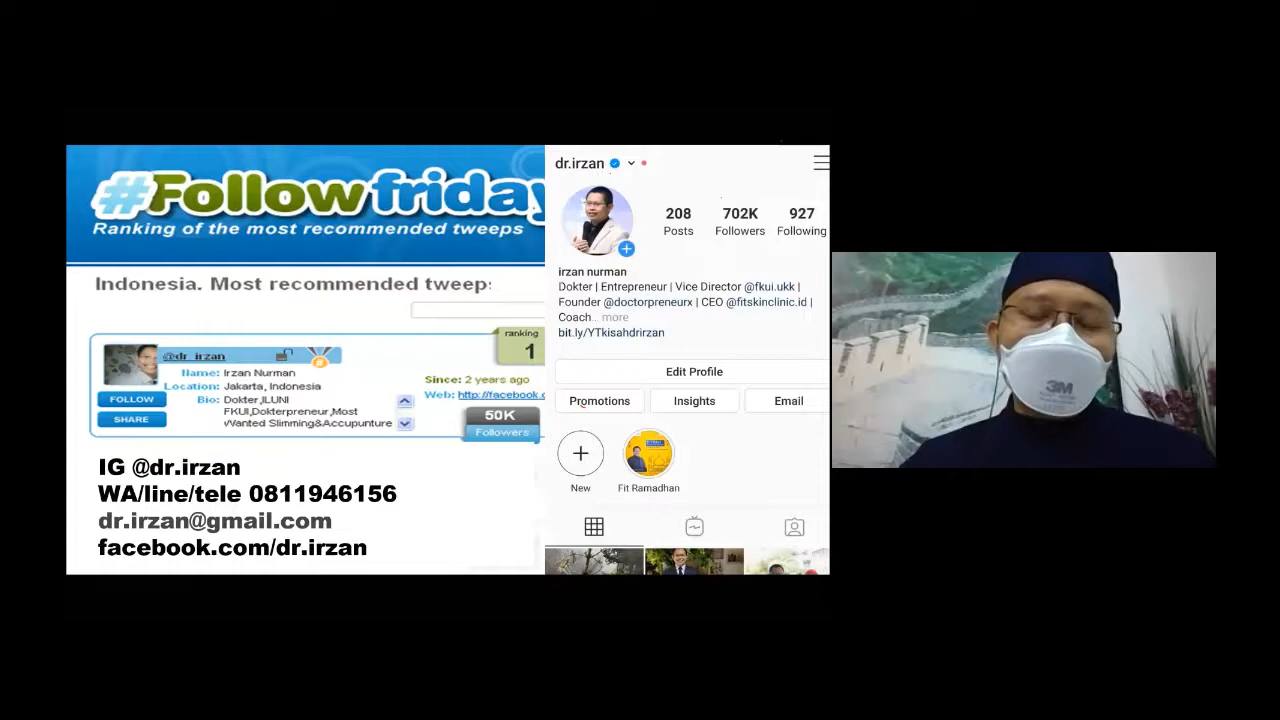 #Followfriday
Ranking of the most recommended tweeps
Indonesia. Most recommended tweeps
ranking
1
@dr_irzan
Name: Irzan Nurman
Location: Jakarta, Indonesia
Bio: Dokter,ILUNI
FKUI,Dokterpreneur,Most
Wanted Slimming&Accupunture
FOLLOW
SHARE
Since: 2 years ago
Web: http://facebook.c
50K
Followers
IG @dr.irzan
WA/line/tele 0811946156
dr.irzan@gmail.com
facebook.com/dr.irzan
dr.irzan
208
Posts
702K
Followers
927
Following
irzan nurman
Dokter | Entrepreneur | Vice Director @fkui.ukk |
Founder @doctorpreneurx | CEO @fitskinclinic.id |
Coach... more
bit.ly/YTkisahdrirzan
Edit Profile
Promotions
Insights
Email
New
Fit Ramadhan
3M